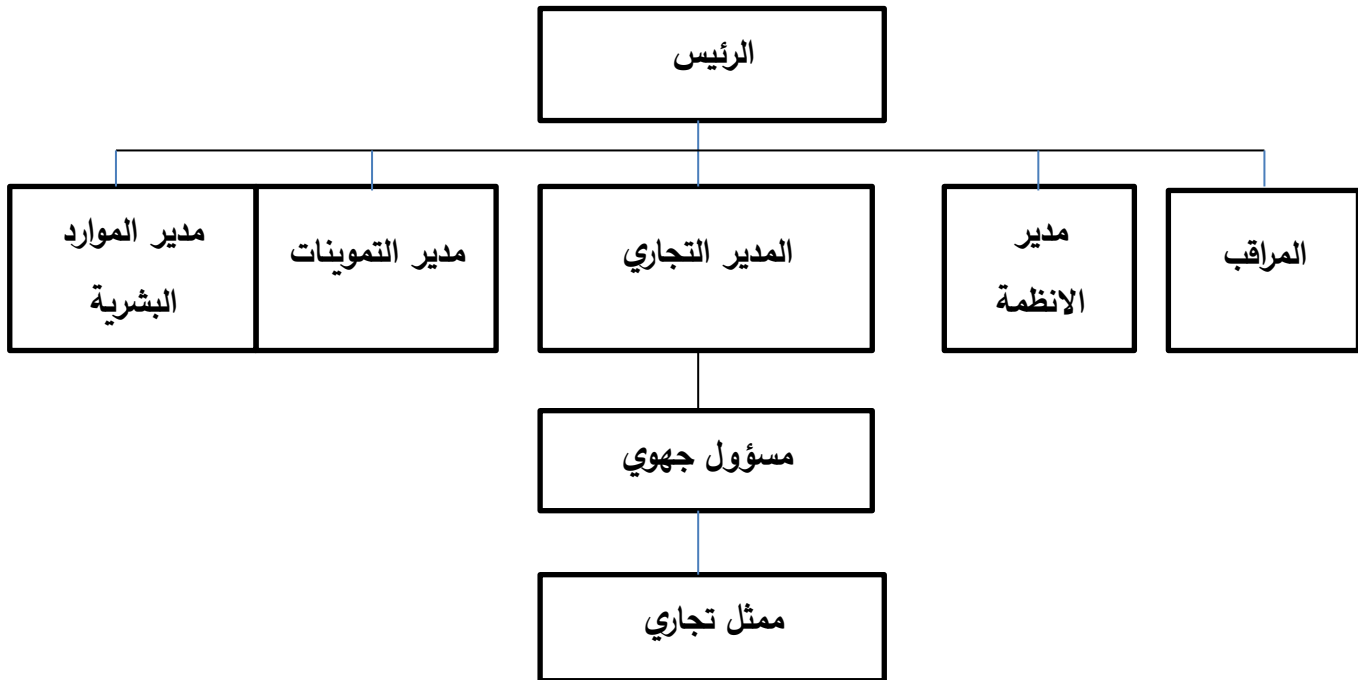 الرئيس
المراقب
مدير
الانظمة
المدير التجاري
مدير التموينات
مدير الموارد
البشرية
مسؤول جهوي
ممثل تجاري